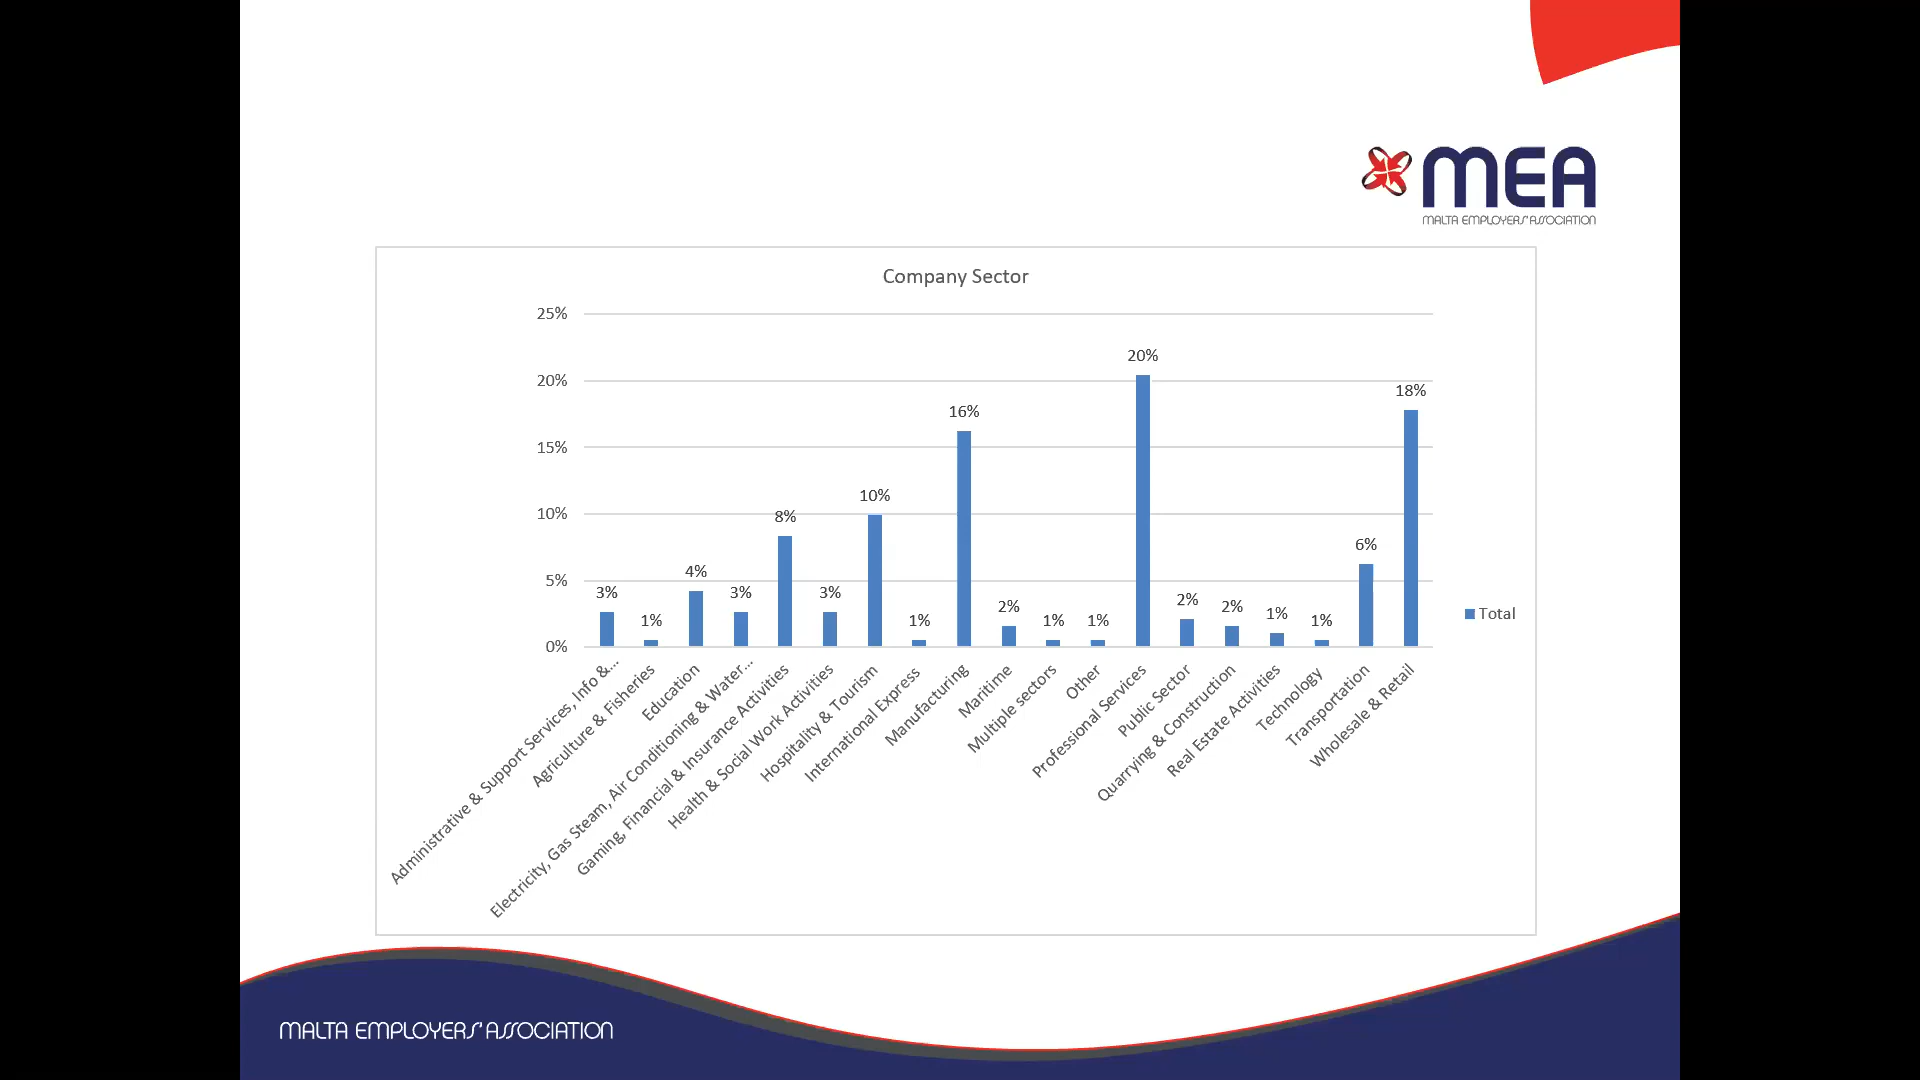 MEA
MALTA EMPLOYERS' ASSOCIATION
Company Sector
25%
20%
15%
10%
5%
0%
3%
1%
4%
3%
8%
3%
10%
1%
16%
2%
1%
1%
20%
2%
2%
1%
1%
6%
18%
Administrative & Support Services, Info &...
Agriculture & Fisheries
Education
Electricity, Gas Steam, Air Conditioning & Water...
Gaming, Financial & Insurance Activities
Health & Social Work Activities
Hospitality & Tourism
International Express
Manufacturing
Maritime
Multiple sectors
Other
Professional Services
Public Sector
Quarrying & Construction
Real Estate Activities
Technology
Transportation
Wholesale & Retail
Total
MALTA EMPLOYERS' ASSOCIATION